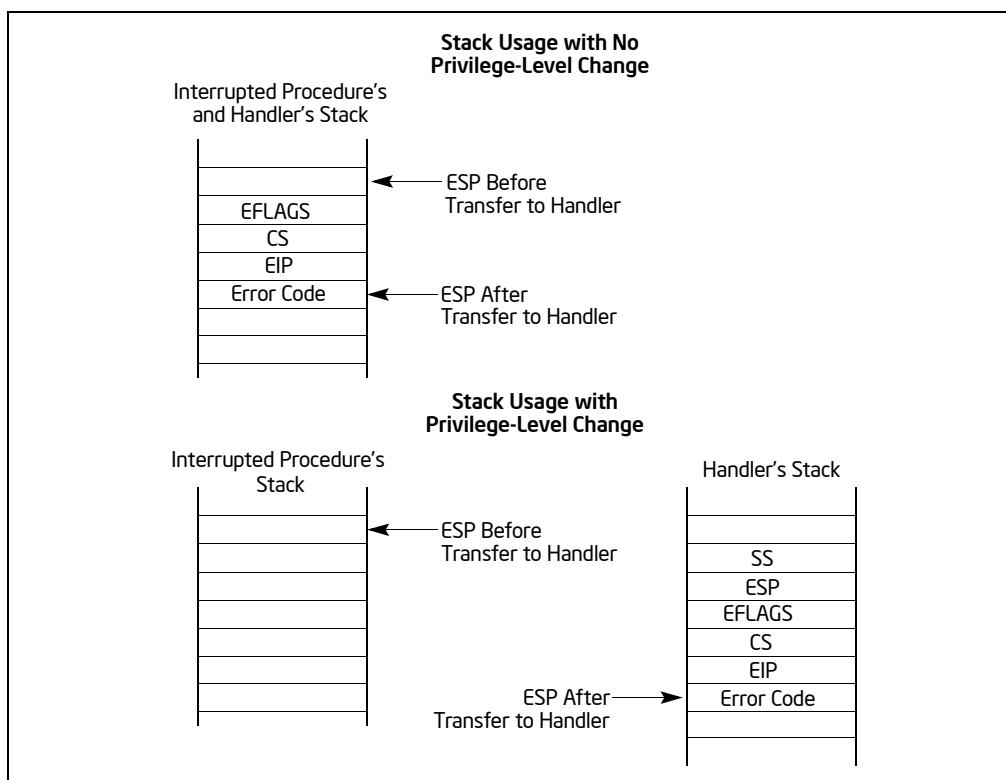 Stack Usage with No
Privilege-Level Change
Interrupted Procedure's
and Handler's Stack
ESP Before
Transfer to Handler
EFLAGS
CS
EIP
Error Code
ESP After
Transfer to Handler
Stack Usage with
Privilege-Level Change
Interrupted Procedure's
Stack
Handler's Stack
ESP Before
Transfer to Handler
SS
ESP
EFLAGS
CS
EIP
ESP After
Transfer to Handler
Error Code